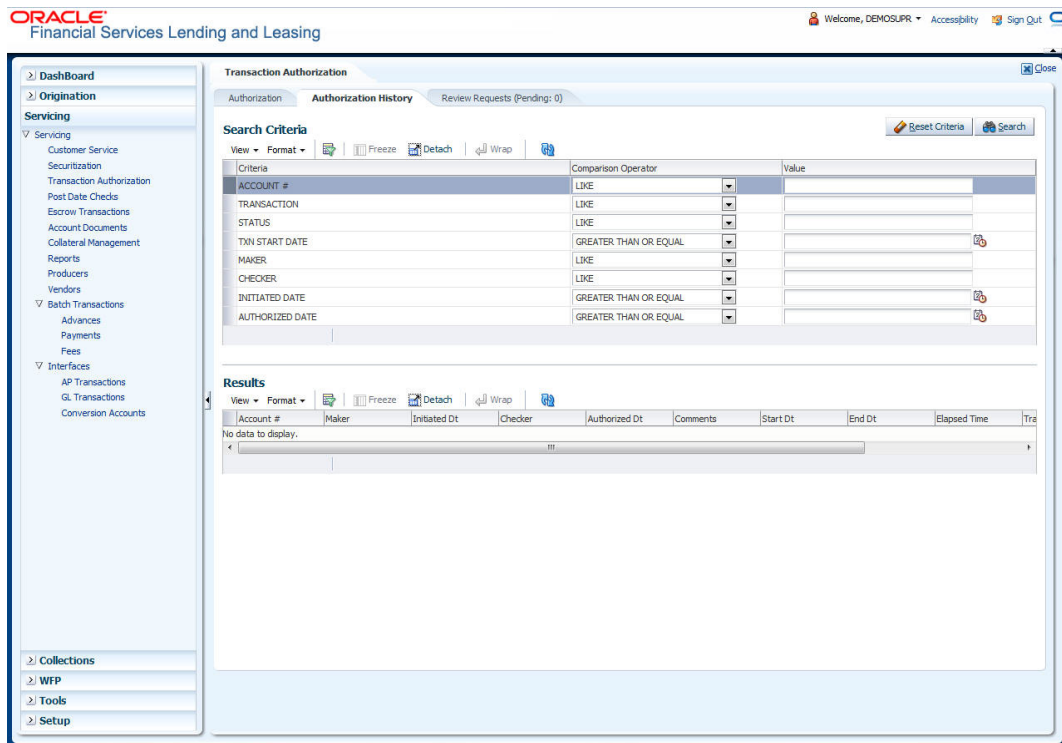 ORACLE
Financial Services Lending and Leasing
Welcome, DEMOSUPR Accessibility Sign Out
Close
DashBoard
Origination
Servicing
Servicing
Customer Service
Securitization
Transaction Authorization
Post Date Checks
Escrow Transactions
Account Documents
Collateral Management
Reports
Producers
Vendors
Batch Transactions
Advances
Payments
Fees
Interfaces
AP Transactions
GL Transactions
Conversion Accounts
Collections
WFP
Tools
Setup
Transaction Authorization
Authorization Authorization History Review Requests (Pending: 0)
Search Criteria
Reset Criteria Search
View Format Freeze Detach Wrap
Criteria Comparison Operator Value
ACCOUNT # LIKE
TRANSACTION LIKE
STATUS LIKE
TXN START DATE GREATER THAN OR EQUAL
MAKER LIKE
CHECKER LIKE
INITIATED DATE GREATER THAN OR EQUAL
AUTHORIZED DATE GREATER THAN OR EQUAL
Results
View Format Freeze Detach Wrap
Account # Maker Initiated Dt Checker Authorized Dt Comments Start Dt End Dt Elapsed Time Tra
No data to display.